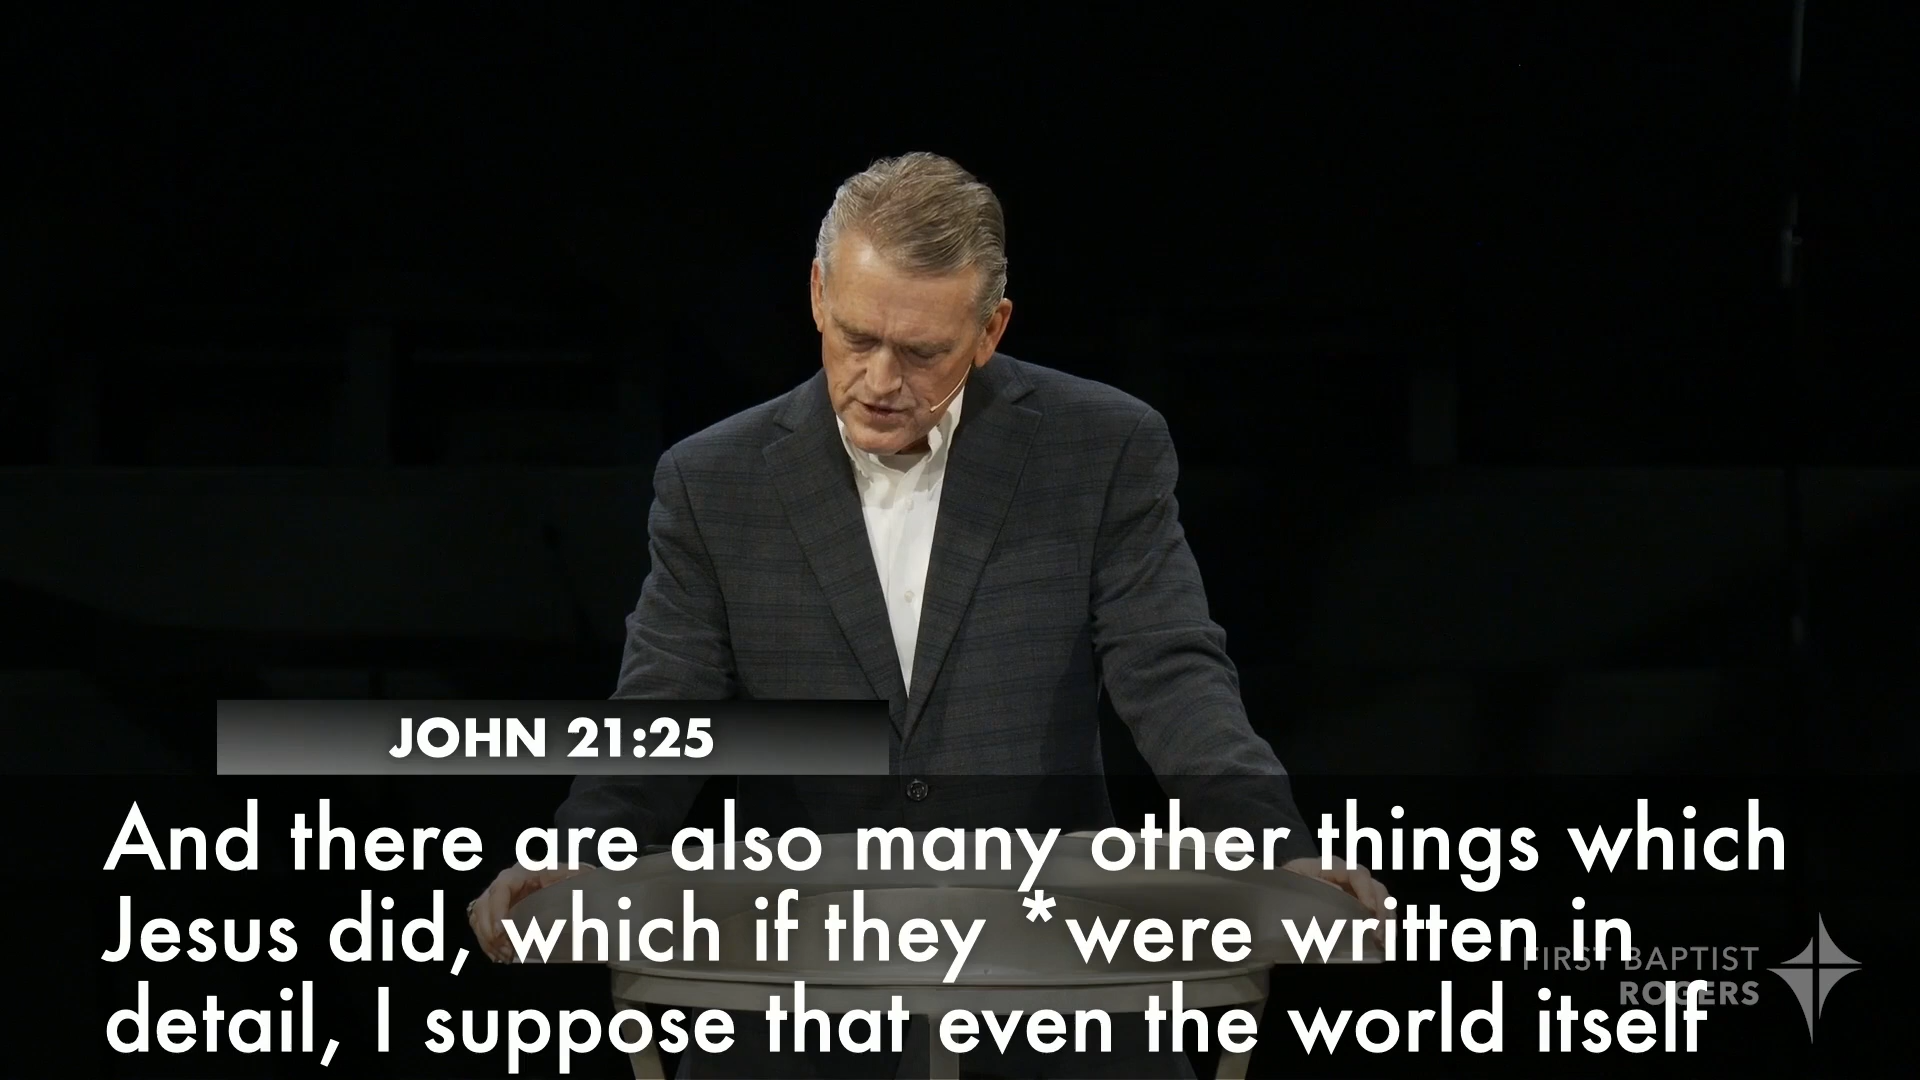 JOHN 21:25
And there are also many other things which
Jesus did, which if they *were written in
detail, I suppose that even the world itself
FIRST BAPTIST
ROGERS